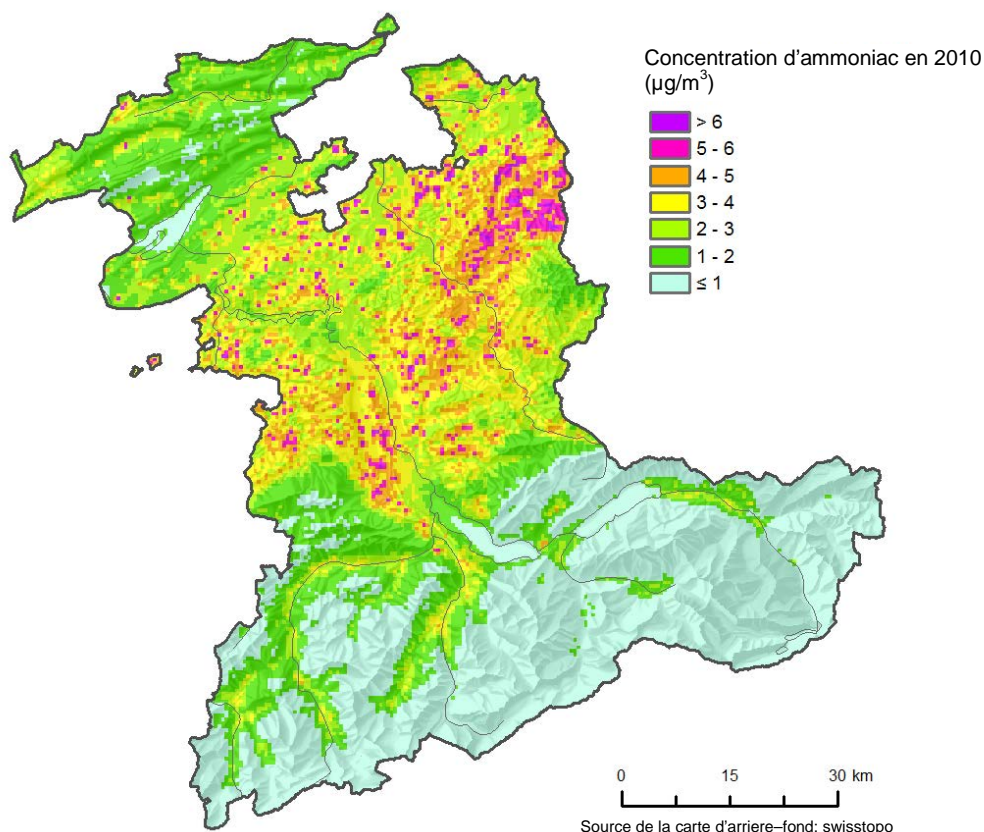 Concentration d'ammoniac en 2010
(µg/m³)
> 6
5 - 6
4 - 5
3 - 4
2 - 3
1 - 2
≤ 1
0 15 30 km
Source de la carte d'arriere–fond: swisstopo